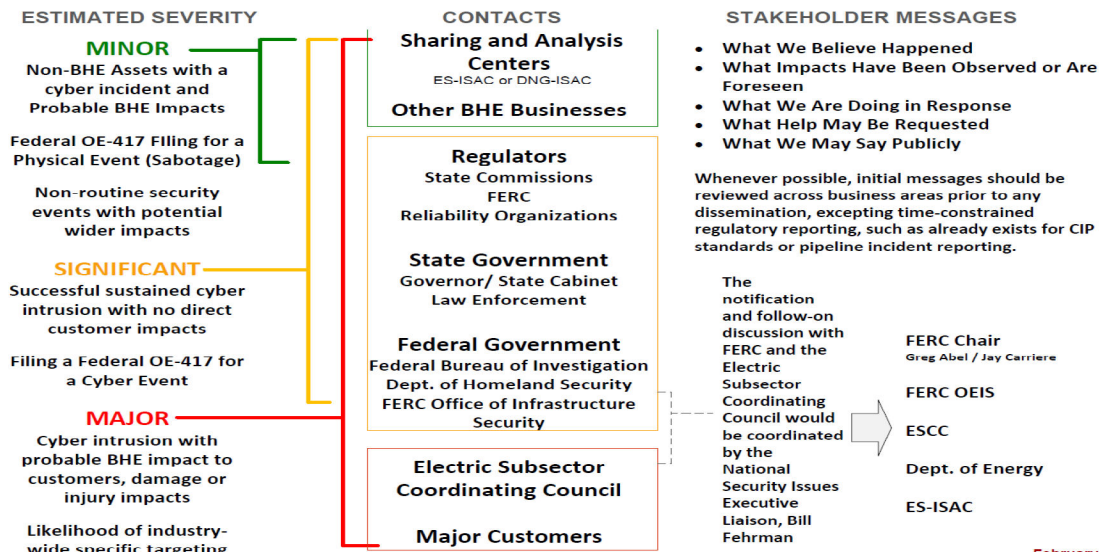 ESTIMATED SEVERITY
MINOR
Non-BHE Assets with a
cyber incident and
Probable BHE Impacts
Federal OE-417 FIling for a
Physical Event (Sabotage)
Non-routine security
events with potential
wider impacts
SIGNIFICANT
Successful sustained cyber
intrusion with no direct
customer impacts
Filing a Federal OE-417 for
a Cyber Event
MAJOR
Cyber intrusion with
probable BHE impact to
customers, damage or
injury impacts
Likelihood of industry-
wide specific targeting
CONTACTS
Sharing and Analysis
Centers
ES-ISAC or DNG-ISAC
Other BHE Businesses
Regulators
State Commissions
FERC
Reliability Organizations
State Government
Governor/ State Cabinet
Law Enforcement
Federal Government
Federal Bureau of Investigation
Dept. of Homeland Security
FERC Office of Infrastructure
Security
Electric Subsector
Coordinating Council
Major Customers
STAKEHOLDER MESSAGES
• What We Believe Happened
• What Impacts Have Been Observed or Are
Foreseen
• What We Are Doing in Response
• What Help May Be Requested
• What We May Say Publicly
Whenever possible, initial messages should be
reviewed across business areas prior to any
dissemination, excepting time-constrained
regulatory reporting, such as already exists for CIP
standards or pipeline incident reporting.
The
notification
and follow-on
discussion with
FERC and the
Electric
Subsector
Coordinating
Council would
be coordinated
by the
National
Security Issues
Executive
Liaison, Bill
Fehrman
FERC Chair
Greg Abel / Jay Carriere
FERC OEIS
ESCC
Dept. of Energy
ES-ISAC